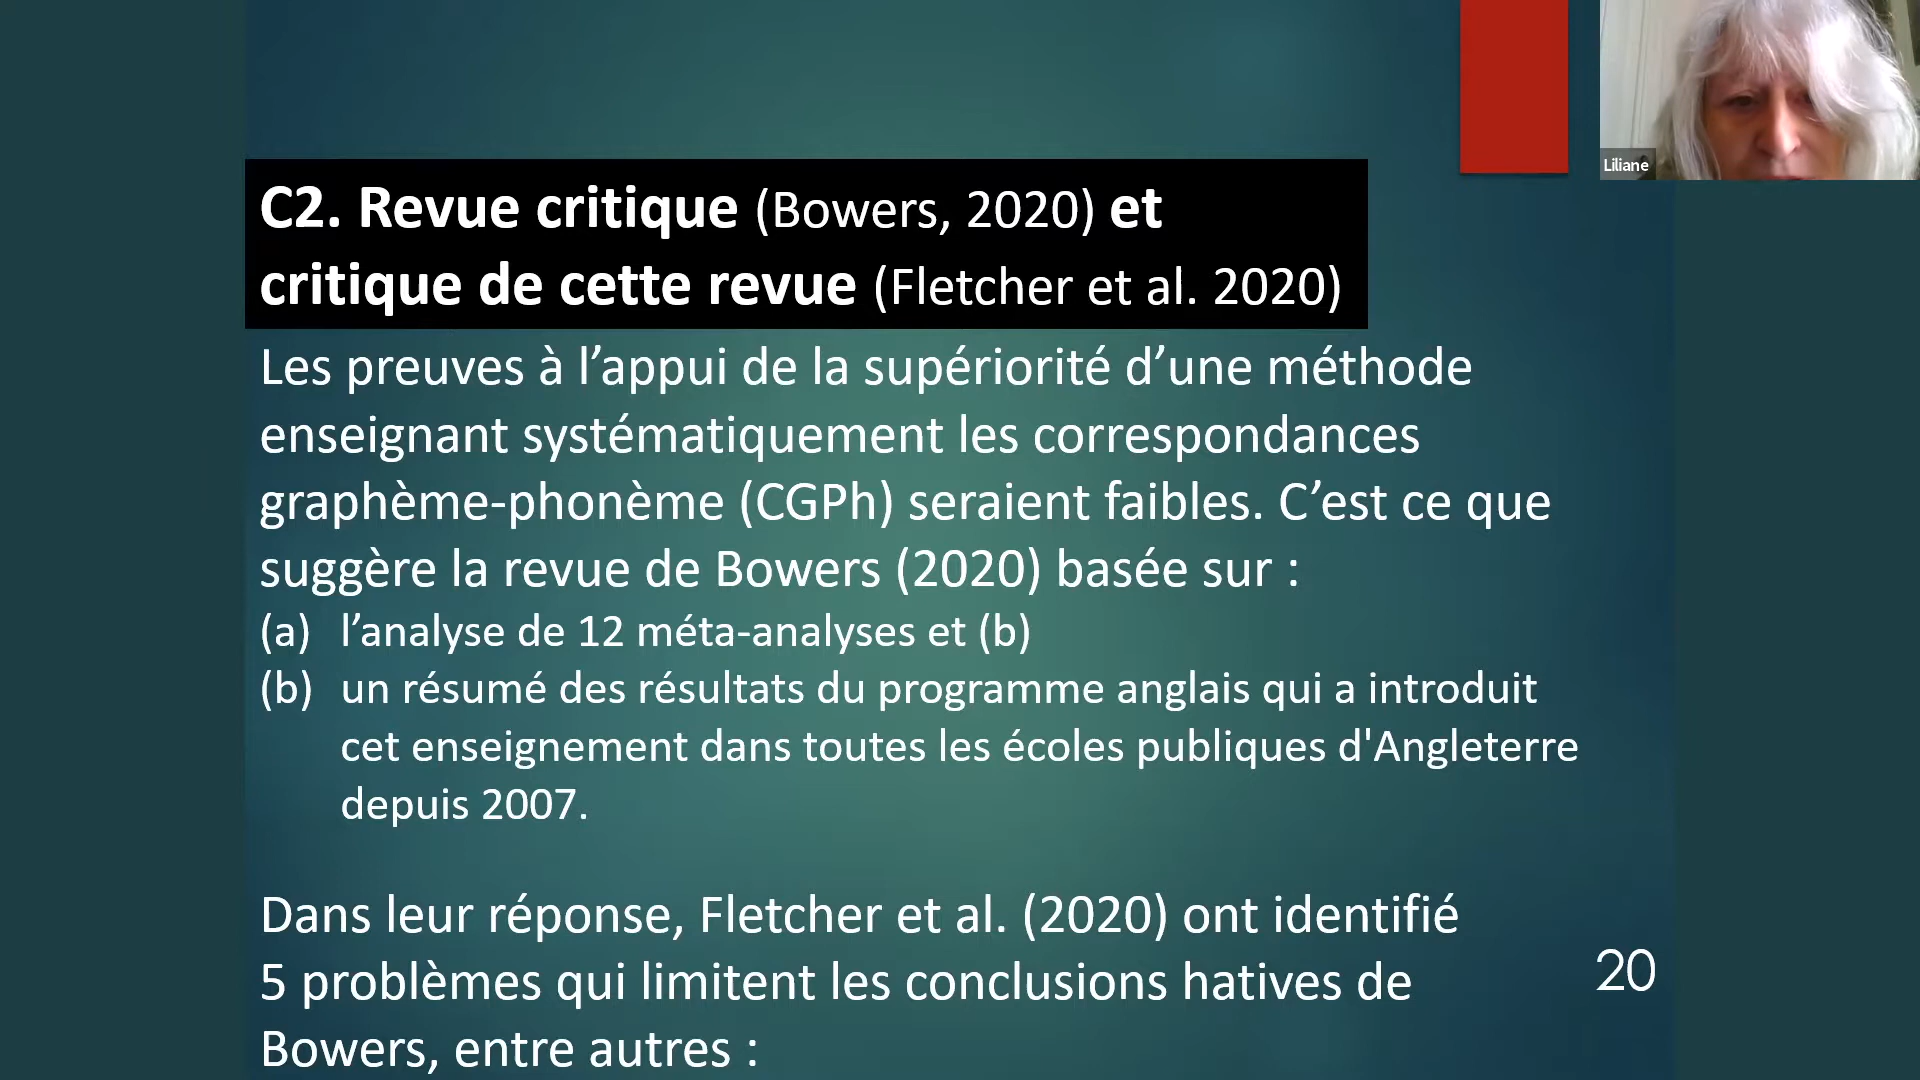 C2. Revue critique (Bowers, 2020) et
critique de cette revue (Fletcher et al. 2020)
Les preuves à l’appui de la supériorité d’une méthode
enseignant systématiquement les correspondances
graphème-phonème (CGPh) seraient faibles. C’est ce que
suggère la revue de Bowers (2020) basée sur :
(a) l’analyse de 12 méta-analyses et (b)
(b) un résumé des résultats du programme anglais qui a introduit
cet enseignement dans toutes les écoles publiques d'Angleterre
depuis 2007.
Dans leur réponse, Fletcher et al. (2020) ont identifié
5 problèmes qui limitent les conclusions hatives de
Bowers, entre autres :
20
Liliane